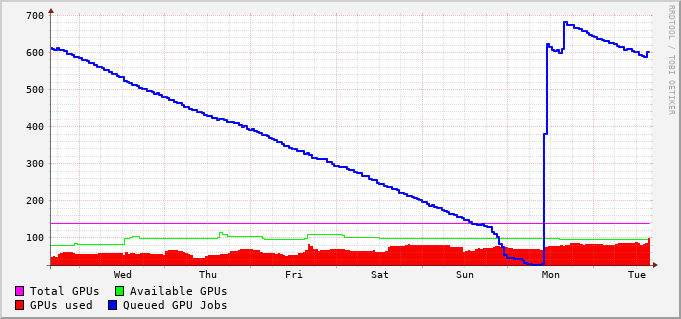 700
600
500
400
300
200
100
Wed Thu Fri Sat Sun Mon Tue
Total GPUs Available GPUs
GPUs used Queued GPU Jobs
RRDTOOL / TOBI OETIKER